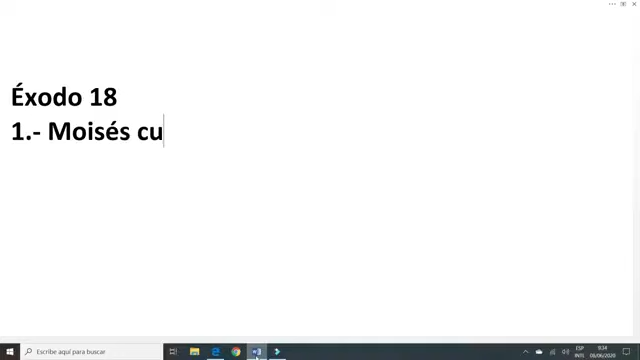 Éxodo 18
1.- Moisés cu
Escribe aquí para buscar
ESP
INTL
9:34
08/06/2020